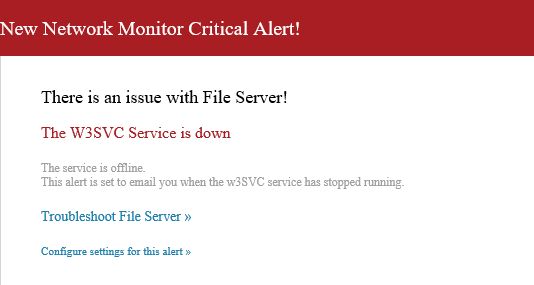 New Network Monitor Critical Alert!
There is an issue with File Server!
The W3SVC Service is down
The service is offline.
This alert is set to email you when the w3SVC service has stopped running.
Troubleshoot File Server »
Configure settings for this alert »